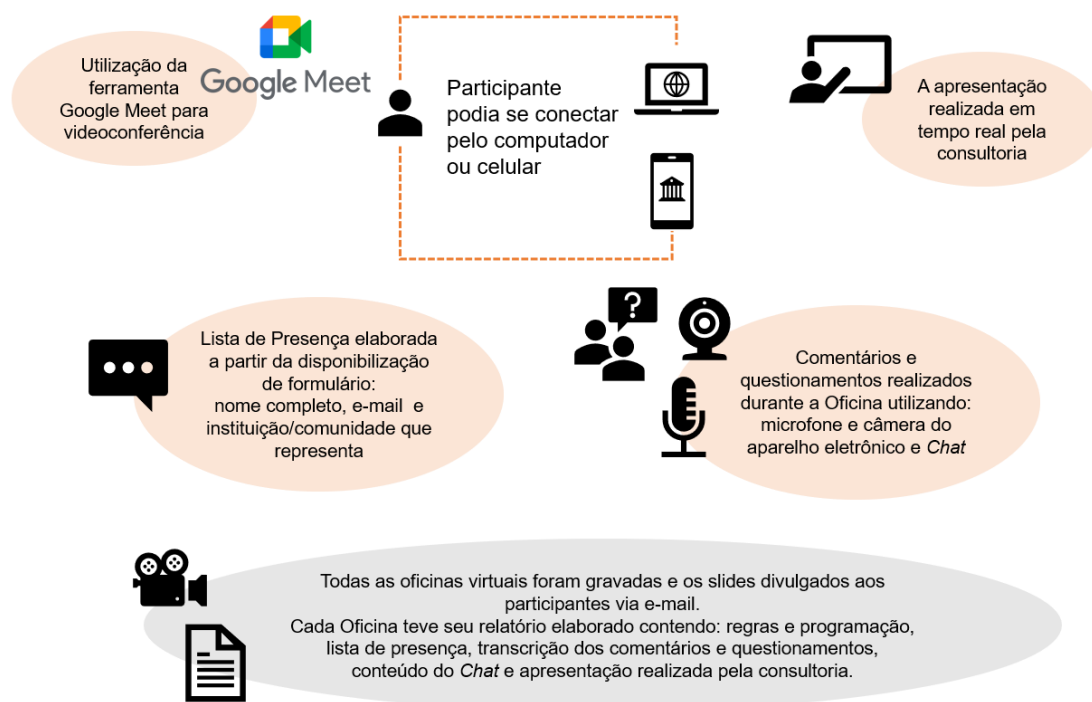 Utilização da
ferramenta
Google Meet para
videoconferência
Google Meet
Participante
podia se conectar
pelo computador
ou celular
A apresentação
realizada em
tempo real pela
consultoria
Lista de Presença elaborada
a partir da disponibilização
de formulário:
nome completo, e-mail e
instituição/comunidade que
representa
?
Comentários e
questionamentos realizados
durante a Oficina utilizando:
microfone e câmera do
aparelho eletrônico e Chat
Todas as oficinas virtuais foram gravadas e os slides divulgados aos
participantes via e-mail.
Cada Oficina teve seu relatório elaborado contendo: regras e programação,
lista de presença, transcrição dos comentários e questionamentos,
conteúdo do Chat e apresentação realizada pela consultoria.